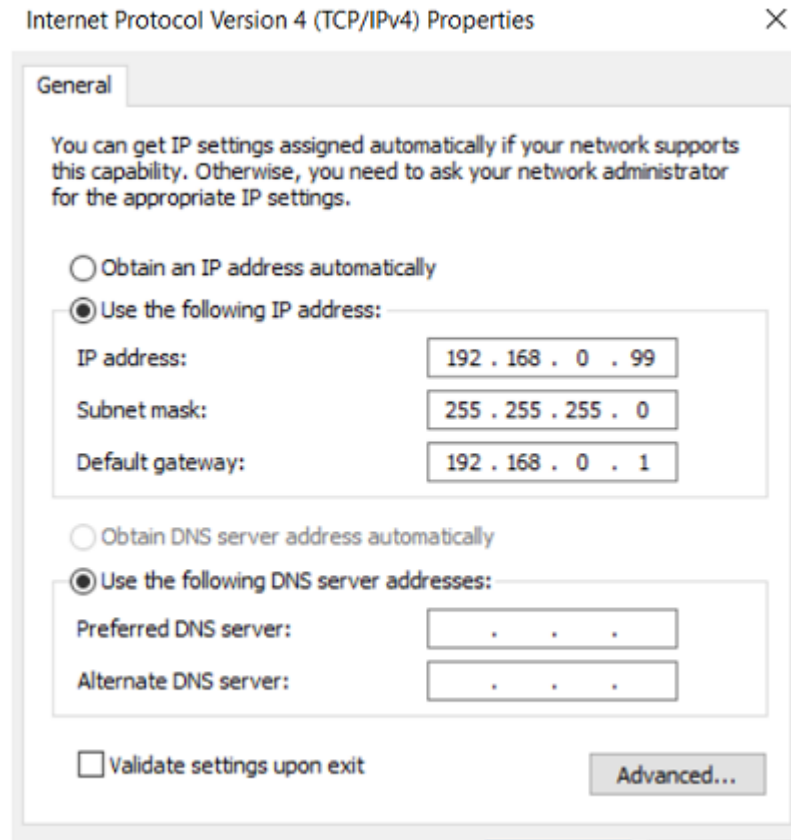 Internet Protocol Version 4 (TCP/IPv4) Properties
General
You can get IP settings assigned automatically if your network supports
this capability. Otherwise, you need to ask your network administrator
for the appropriate IP settings.
Obtain an IP address automatically
Use the following IP address:
IP address: 192 . 168 . 0 . 99
Subnet mask: 255 . 255 . 255 . 0
Default gateway: 192 . 168 . 0 . 1
Obtain DNS server address automatically
Use the following DNS server addresses:
Preferred DNS server: . . .
Alternate DNS server: . . .
Validate settings upon exit
Advanced...